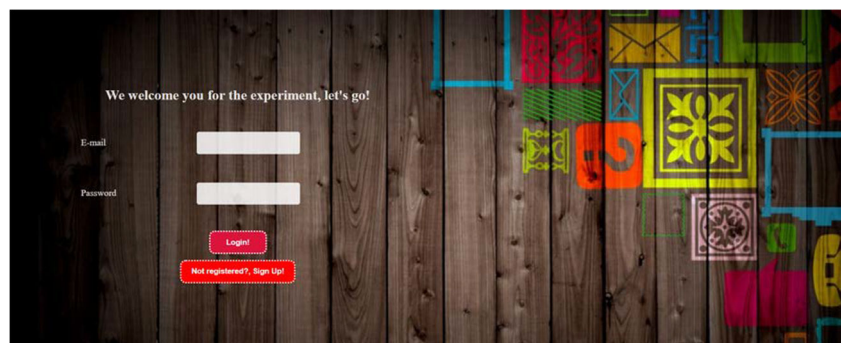 We welcome you for the experiment, let's go!
E-mail
Password
Login!
Not registered?, Sign Up!